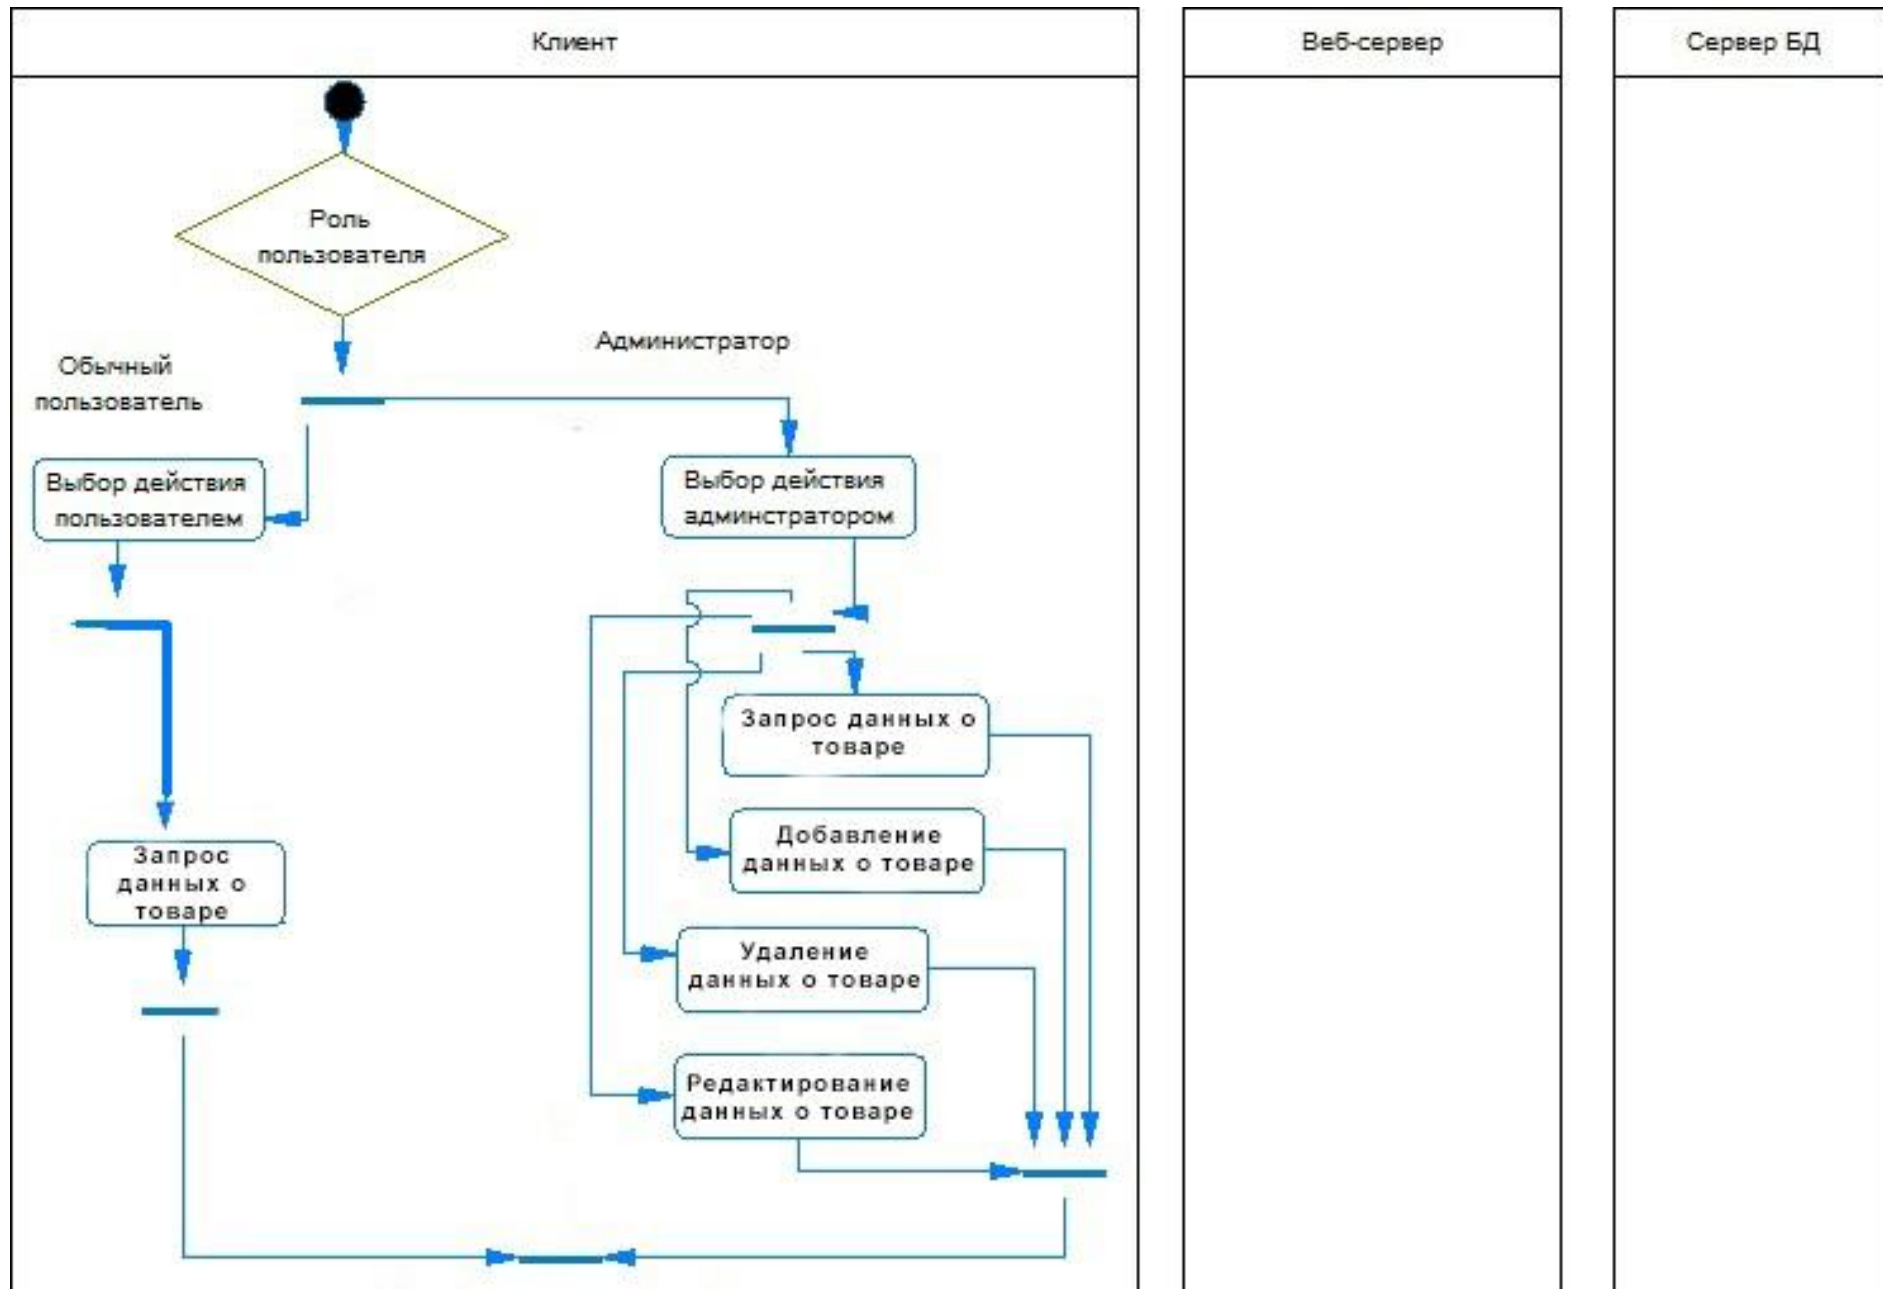 Клиент
Веб-сервер
Сервер БД
Роль
пользователя
Администратор
Обычный
пользователь
Выбор действия
пользователем
Выбор действия
админстратором
Запрос данных о
товаре
Добавление
данных о товаре
Запрос
данных о
товаре
Удаление
данных о товаре
Редактирование
данных о товаре